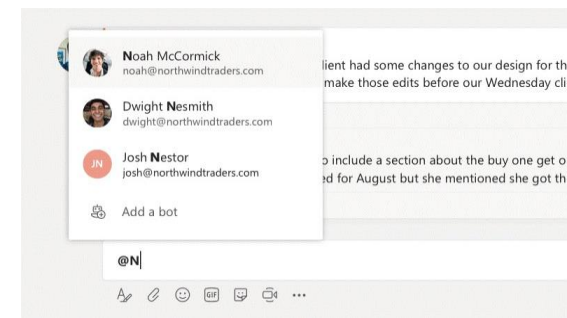 Noah McCormick
noah@northwindtraders.com
Dwight Nesmith
dwight@northwindtraders.com
JN
Josh Nestor
josh@northwindtraders.com
Add a bot
lient had some changes to our design for th
make those edits before our Wednesday cli
o include a section about the buy one get o
ed for August but she mentioned she got th
@N
GIF